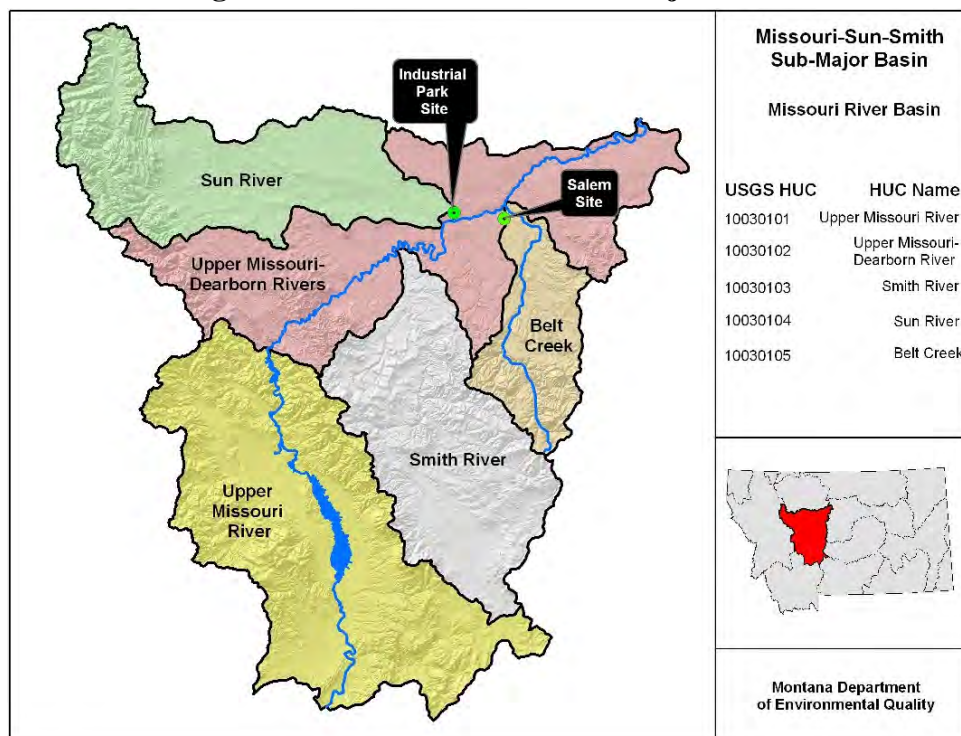 Industrial
Park
Site
Salem
Site
Sun River
Upper Missouri-
Dearborn Rivers
Belt
Creek
Smith River
Upper
Missouri
River
Missouri-Sun-Smith
Sub-Major Basin
Missouri River Basin
USGS HUC HUC Name
10030101 Upper Missouri River
10030102 Upper Missouri-
Dearborn River
10030103 Smith River
10030104 Sun River
10030105 Belt Creek
Montana Department
of Environmental Quality